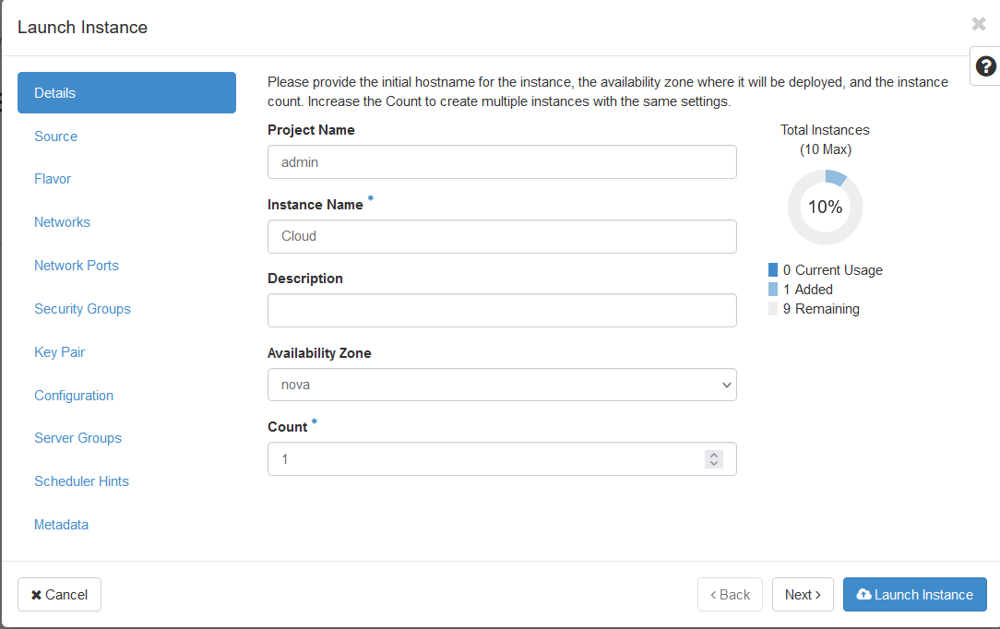 Launch Instance
Details
Source
Flavor
Networks
Network Ports
Security Groups
Key Pair
Configuration
Server Groups
Scheduler Hints
Metadata
Please provide the initial hostname for the instance, the availability zone where it will be deployed, and the instance
count. Increase the Count to create multiple instances with the same settings.
Project Name
admin
Instance Name *
Cloud
Description
Availability Zone
nova
Count *
1
Total Instances
(10 Max)
10%
0 Current Usage
1 Added
9 Remaining
Cancel
Back
Next
Launch Instance